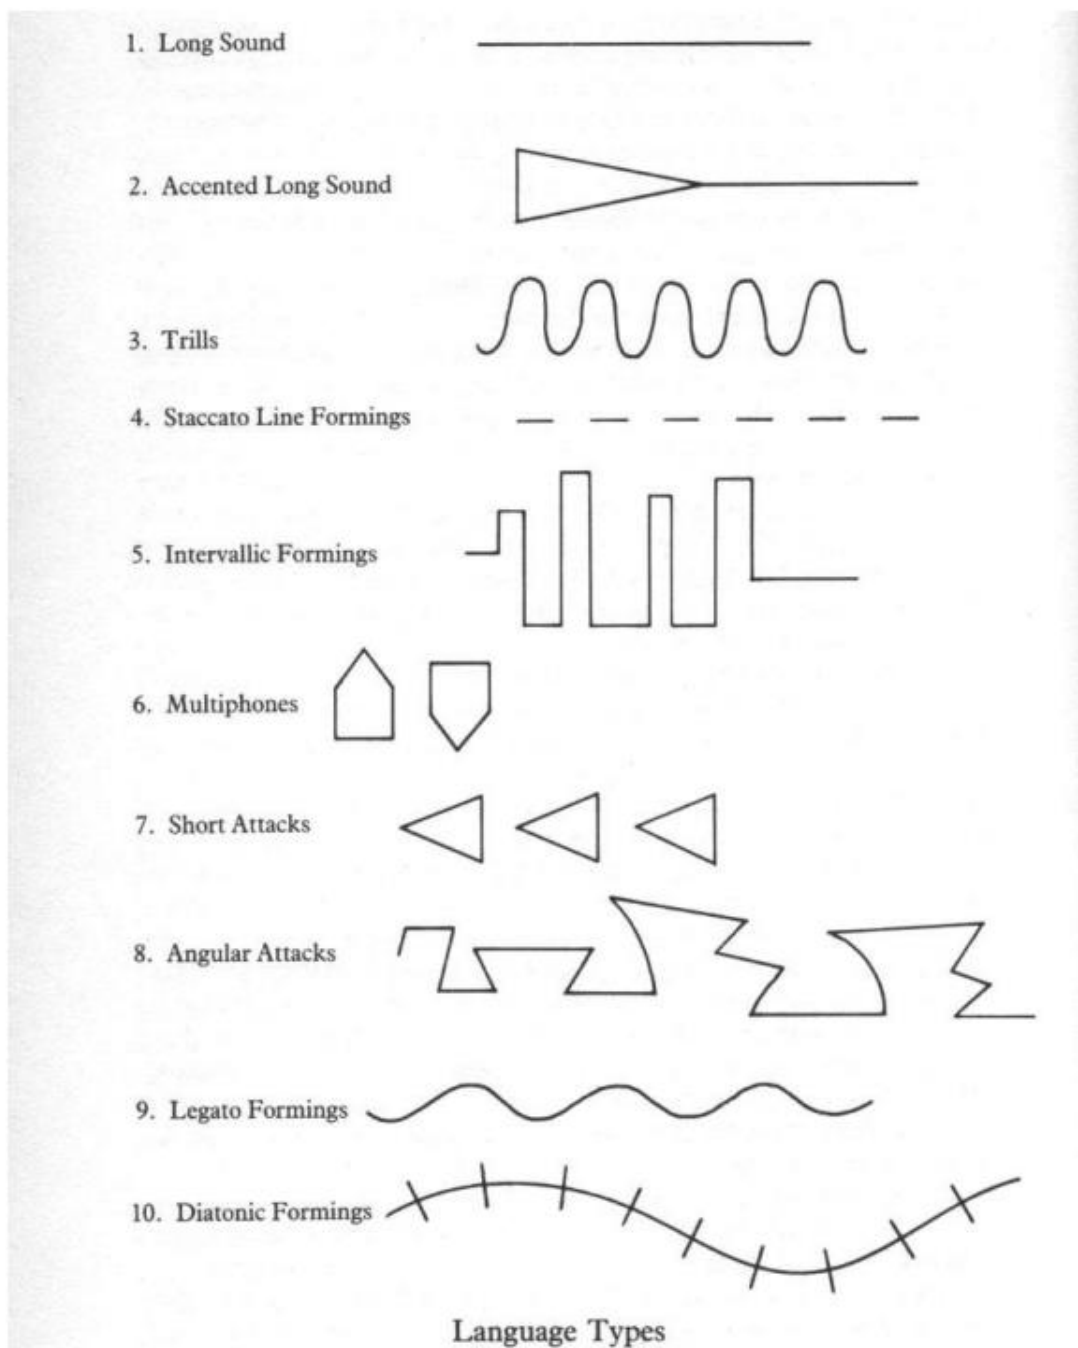 1. Long Sound
2. Accented Long Sound
3. Trills
4. Staccato Line Formings
5. Intervallic Formings
6. Multiphones
7. Short Attacks
8. Angular Attacks
9. Legato Formings
10. Diatonic Formings
Language Types